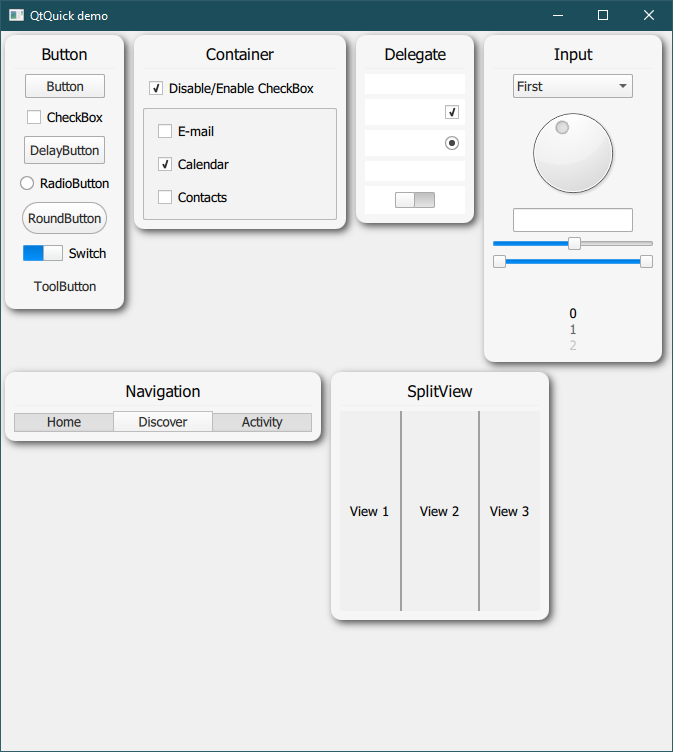 QtQuick demo
Button
Button
CheckBox
DelayButton
RadioButton
RoundButton
Switch
ToolButton
Container
Disable/Enable CheckBox
E-mail
Calendar
Contacts
Delegate
Input
First
0
1
2
Navigation
Home Discover Activity
SplitView
View 1 View 2 View 3